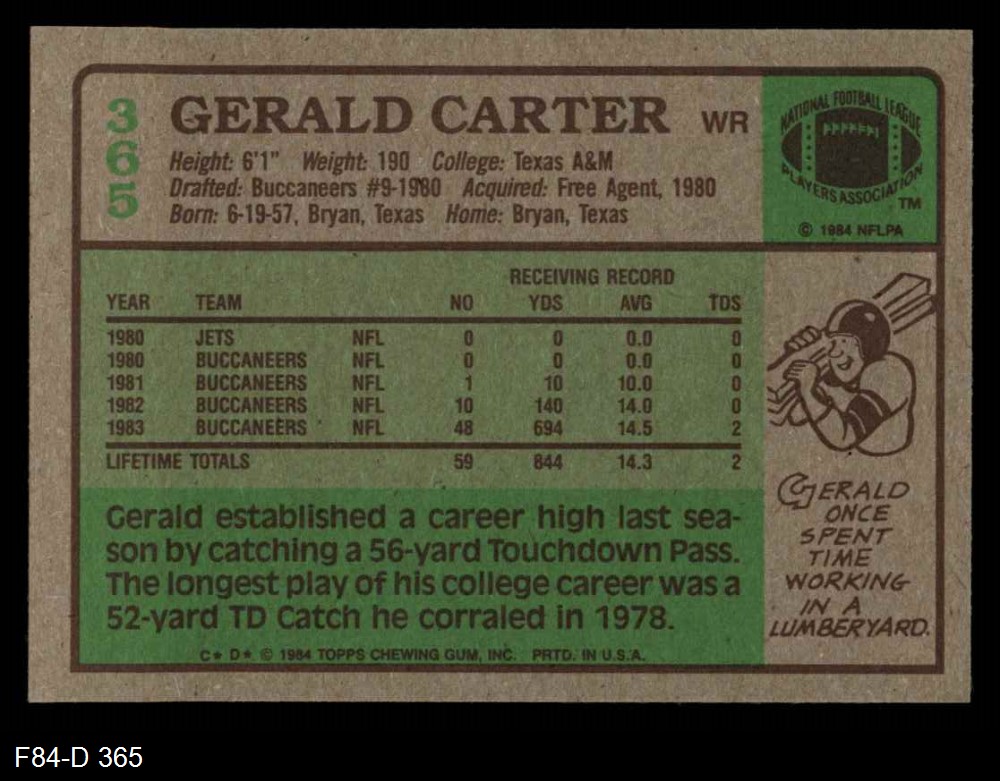 365
GERALD CARTER WR
Height: 6'1" Weight: 190 College: Texas A&M
Drafted: Buccaneers #9-1980 Acquired: Free Agent, 1980
Born: 6-19-57, Bryan, Texas Home: Bryan, Texas
NATIONAL FOOTBALL LEAGUE
PLAYERS ASSOCIATION
TM
© 1984 NFLPA
RECEIVING RECORD
YEAR TEAM NO YDS AVG TDS
1980 JETS NFL 0 0 0.0 0
1980 BUCCANEERS NFL 0 0 0.0 0
1981 BUCCANEERS NFL 1 10 10.0 0
1982 BUCCANEERS NFL 10 140 14.0 0
1983 BUCCANEERS NFL 48 694 14.5 2
LIFETIME TOTALS 59 844 14.3 2
Gerald established a career high last sea-
son by catching a 56-yard Touchdown Pass.
The longest play of his college career was a
52-yard TD Catch he corraled in 1978.
C* D* © 1984 TOPPS CHEWING GUM, INC. PRTD. IN U.S.A.
GERALD
ONCE
SPENT
TIME
WORKING
IN A
LUMBERYARD.
F84-D 365